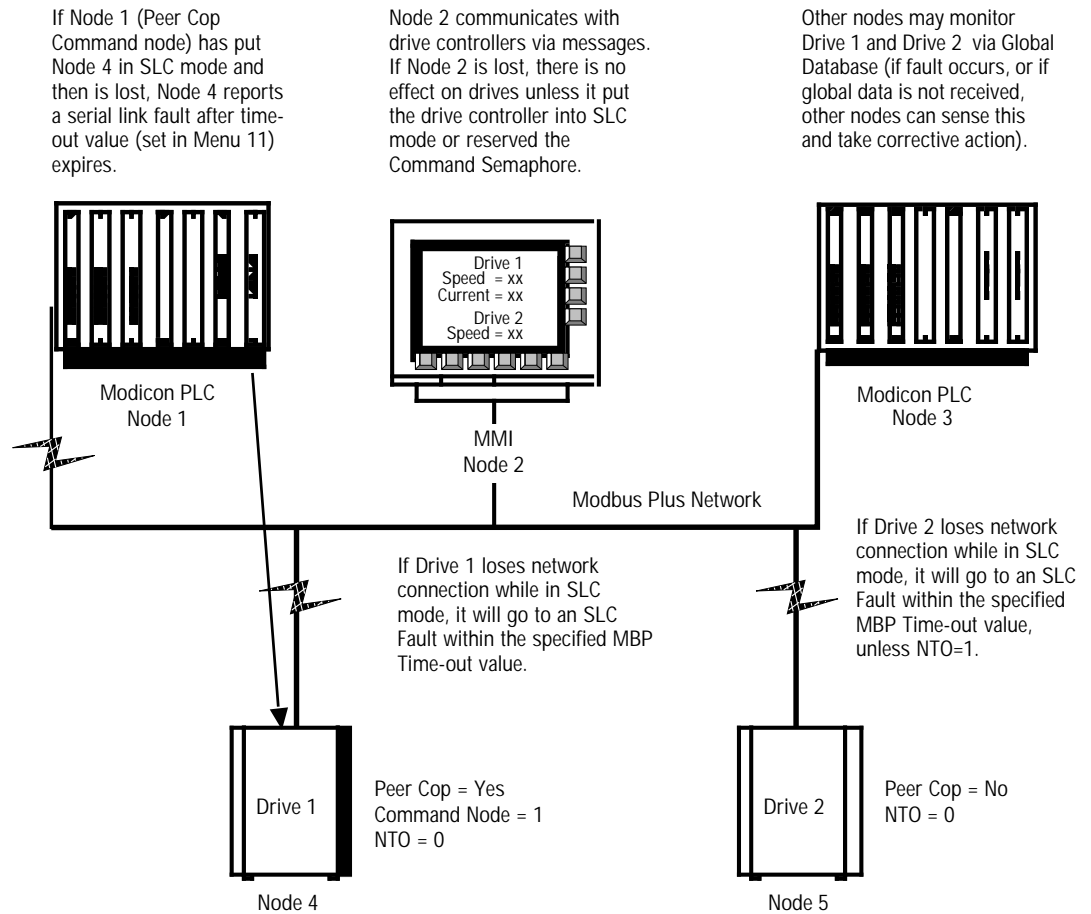 If Node 1 (Peer Cop
Command node) has put
Node 4 in SLC mode and
then is lost, Node 4 reports
a serial link fault after time-
out value (set in Menu 11)
expires.
Node 2 communicates with
drive controllers via messages.
If Node 2 is lost, there is no
effect on drives unless it put
the drive controller into SLC
mode or reserved the
Command Semaphore.
Other nodes may monitor
Drive 1 and Drive 2 via Global
Database (if fault occurs, or if
global data is not received,
other nodes can sense this
and take corrective action).
Drive 1
Speed = xx
Current = xx
Drive 2
Speed = xx
Modicon PLC
Node 1
MMI
Node 2
Modicon PLC
Node 3
Modbus Plus Network
If Drive 1 loses network
connection while in SLC
mode, it will go to an SLC
Fault within the specified MBP
Time-out value.
If Drive 2 loses network
connection while in SLC
mode, it will go to an SLC
Fault within the specified
MBP Time-out value,
unless NTO=1.
Drive 1
Peer Cop = Yes
Command Node = 1
NTO = 0
Node 4
Drive 2
Peer Cop = No
NTO = 0
Node 5